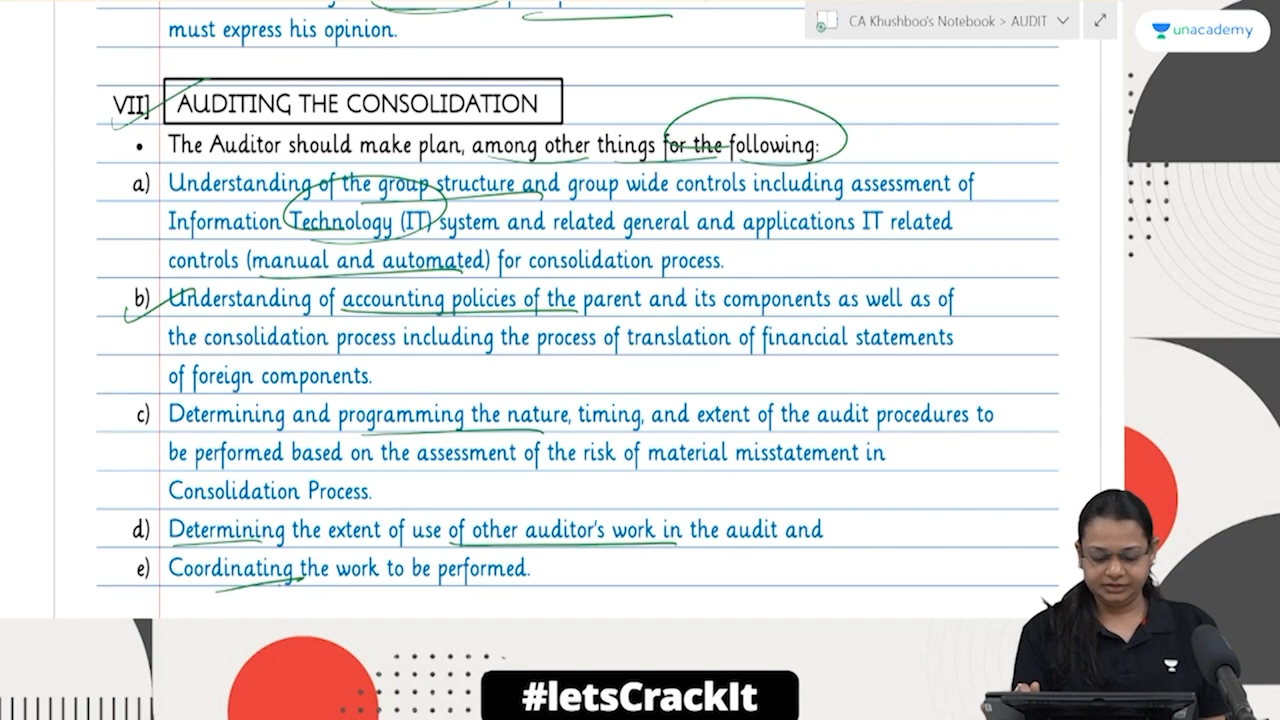 CA Khushboo's Notebook > AUDIT
unacademy
must express his opinion.
VII] AUDITING THE CONSOLIDATION
• The Auditor should make plan, among other things for the following:
a) Understanding of the group structure and group wide controls including assessment of
Information Technology (IT) system and related general and applications IT related
controls (manual and automated) for consolidation process.
b) Understanding of accounting policies of the parent and its components as well as of
the consolidation process including the process of translation of financial statements
of foreign components.
c) Determining and programming the nature, timing, and extent of the audit procedures to
be performed based on the assessment of the risk of material misstatement in
Consolidation Process.
d) Determining the extent of use of other auditor's work in the audit and
e) Coordinating the work to be performed.
#letsCrackIt